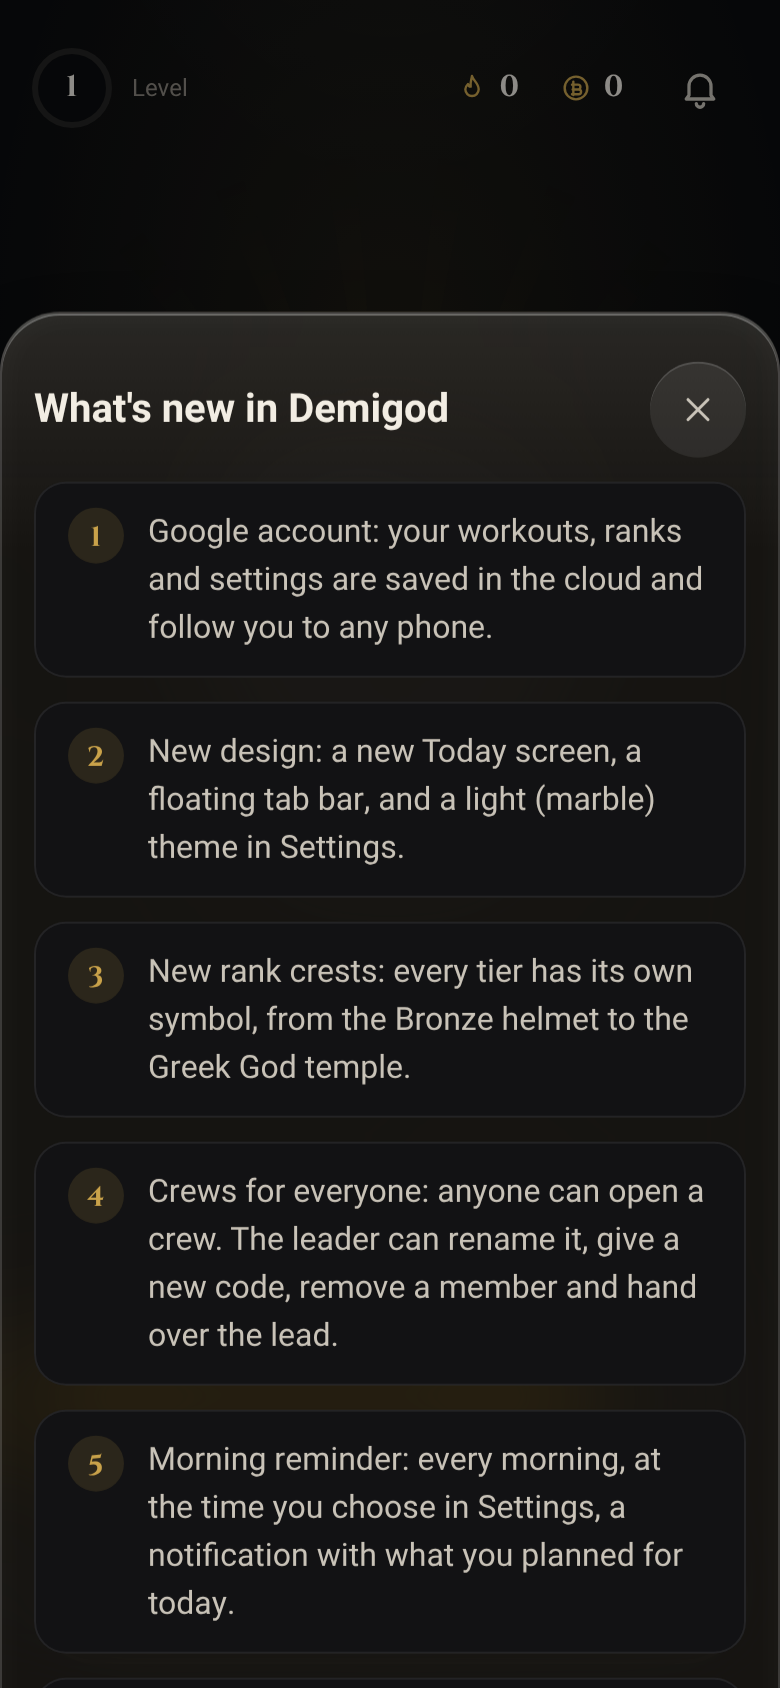 1 Level 0 0
What's new in Demigod
1 Google account: your workouts, ranks
and settings are saved in the cloud and
follow you to any phone.
2 New design: a new Today screen, a
floating tab bar, and a light (marble)
theme in Settings.
3 New rank crests: every tier has its own
symbol, from the Bronze helmet to the
Greek God temple.
4 Crews for everyone: anyone can open a
crew. The leader can rename it, give a
new code, remove a member and hand
over the lead.
5 Morning reminder: every morning, at
the time you choose in Settings, a
notification with what you planned for
today.